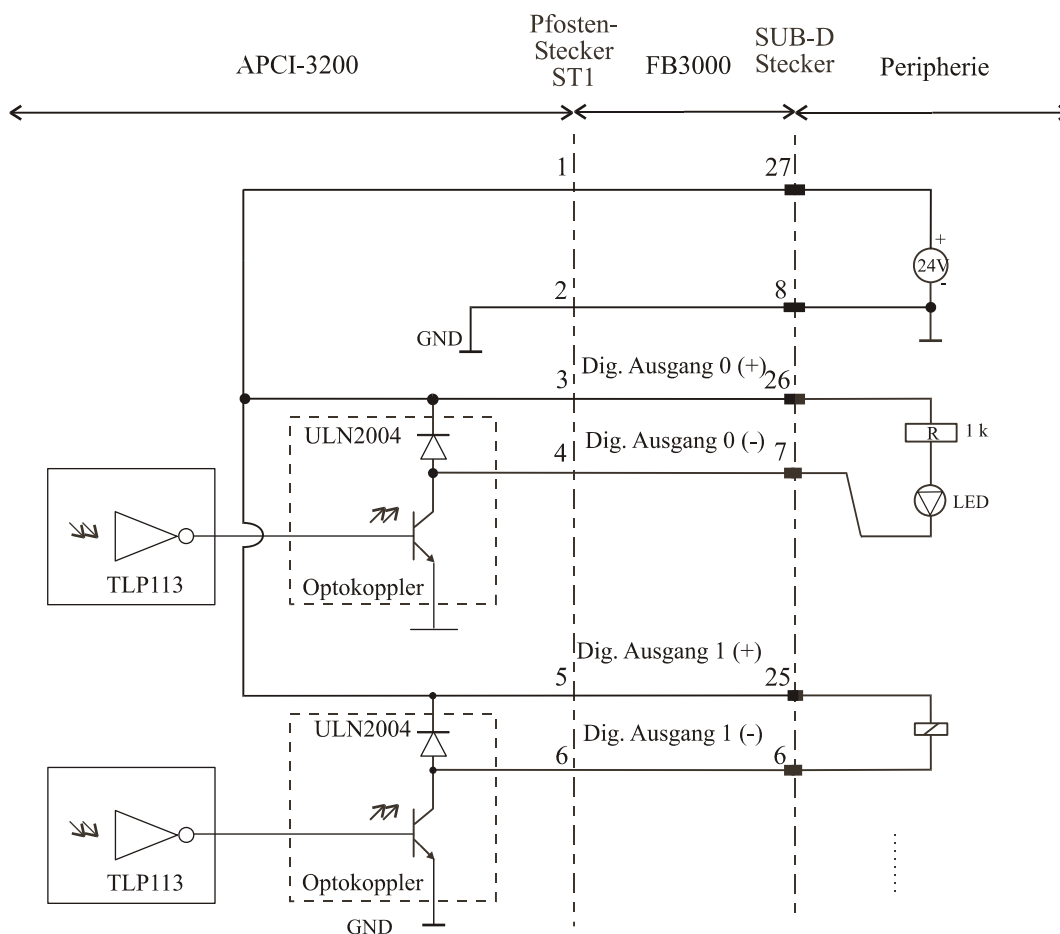 APCI-3200
Pfosten-
Stecker
ST1
FB3000
SUB-D
Stecker
Peripherie
1
27
+
24V
-
2
8
GND
Dig. Ausgang 0 (+)
3
26
ULN2004
Dig. Ausgang 0 (-)
4
7
R
1 k
LED
TLP113
Optokoppler
Dig. Ausgang 1 (+)
5
25
ULN2004
Dig. Ausgang 1 (-)
6
6
TLP113
Optokoppler
GND